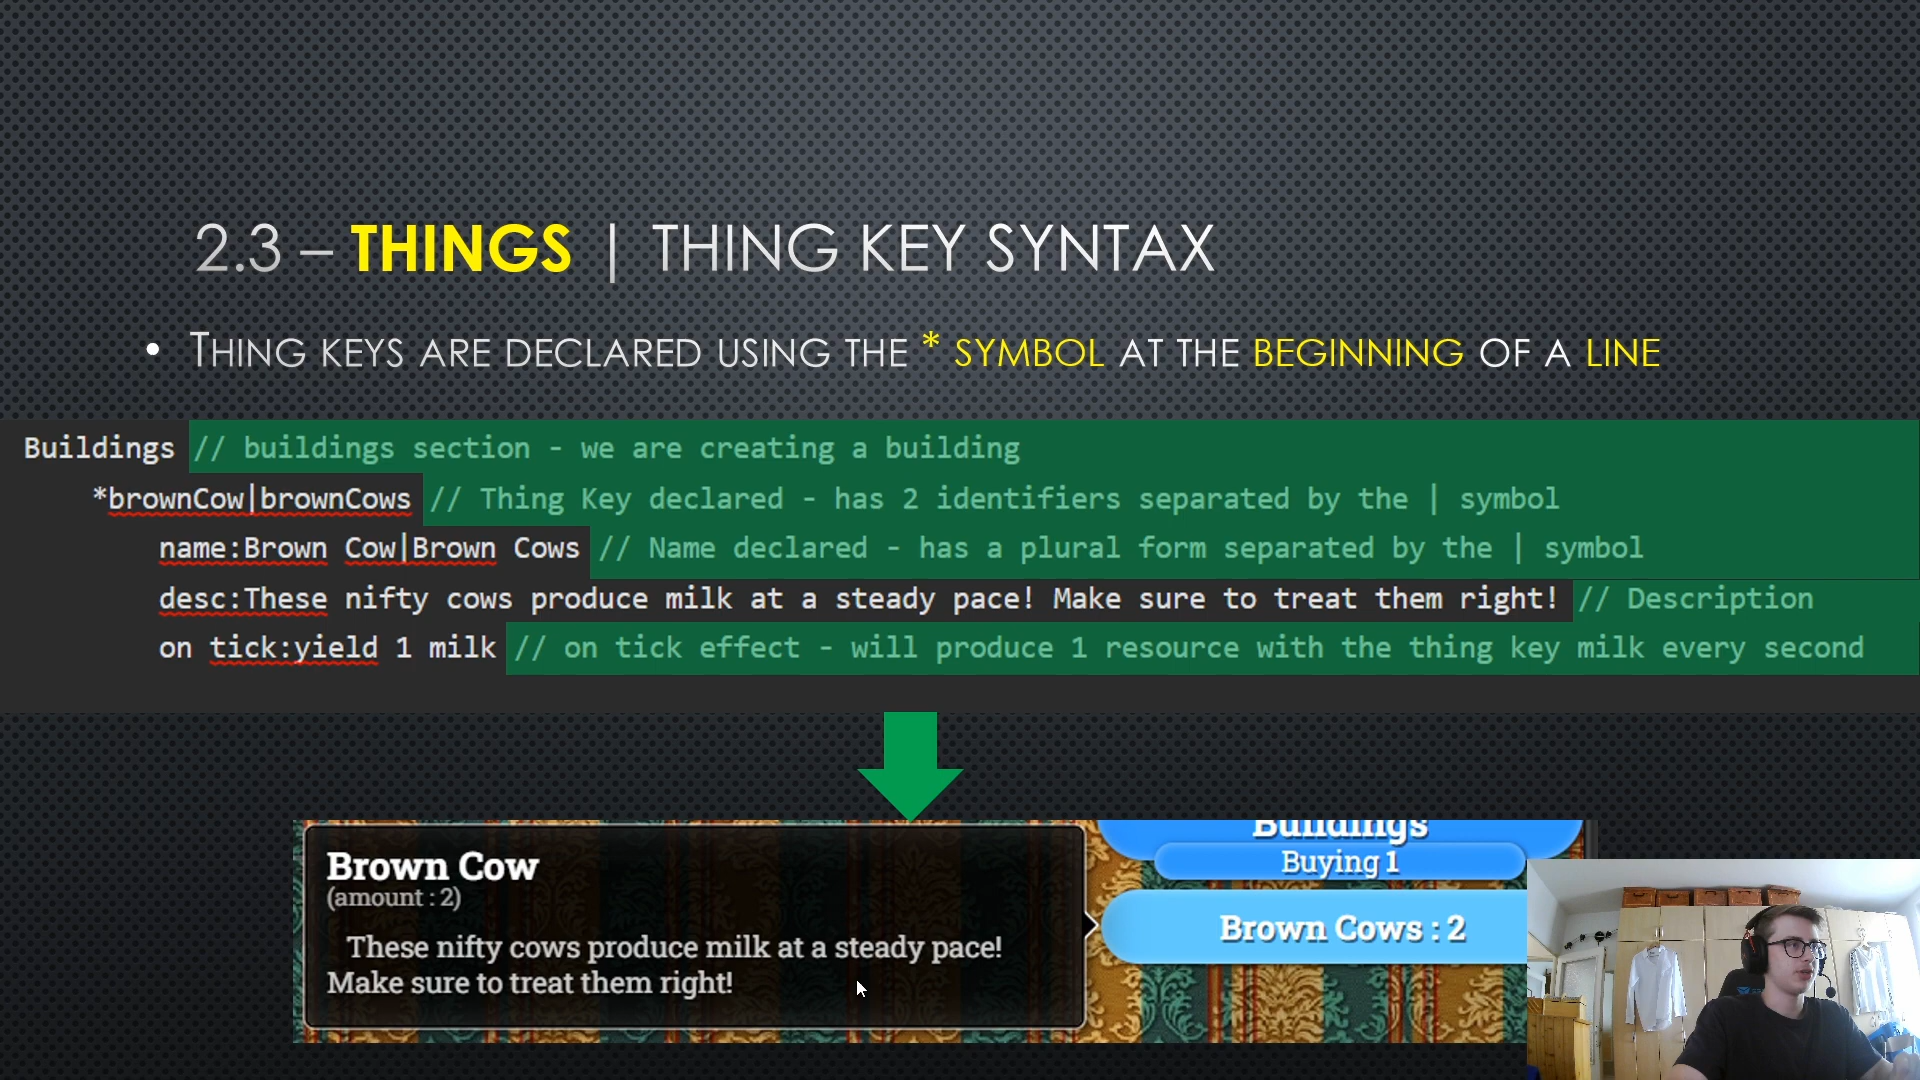 2.3 – THINGS | THING KEY SYNTAX
• THING KEYS ARE DECLARED USING THE * SYMBOL AT THE BEGINNING OF A LINE
Buildings // buildings section - we are creating a building
*brownCow|brownCows // Thing Key declared - has 2 identifiers separated by the | symbol
name:Brown Cow|Brown Cows // Name declared - has a plural form separated by the | symbol
desc:These nifty cows produce milk at a steady pace! Make sure to treat them right! // Description
on tick:yield 1 milk // on tick effect - will produce 1 resource with the thing key milk every second
Brown Cow
(amount : 2)
These nifty cows produce milk at a steady pace!
Make sure to treat them right!
Buildings
Buying 1
Brown Cows : 2